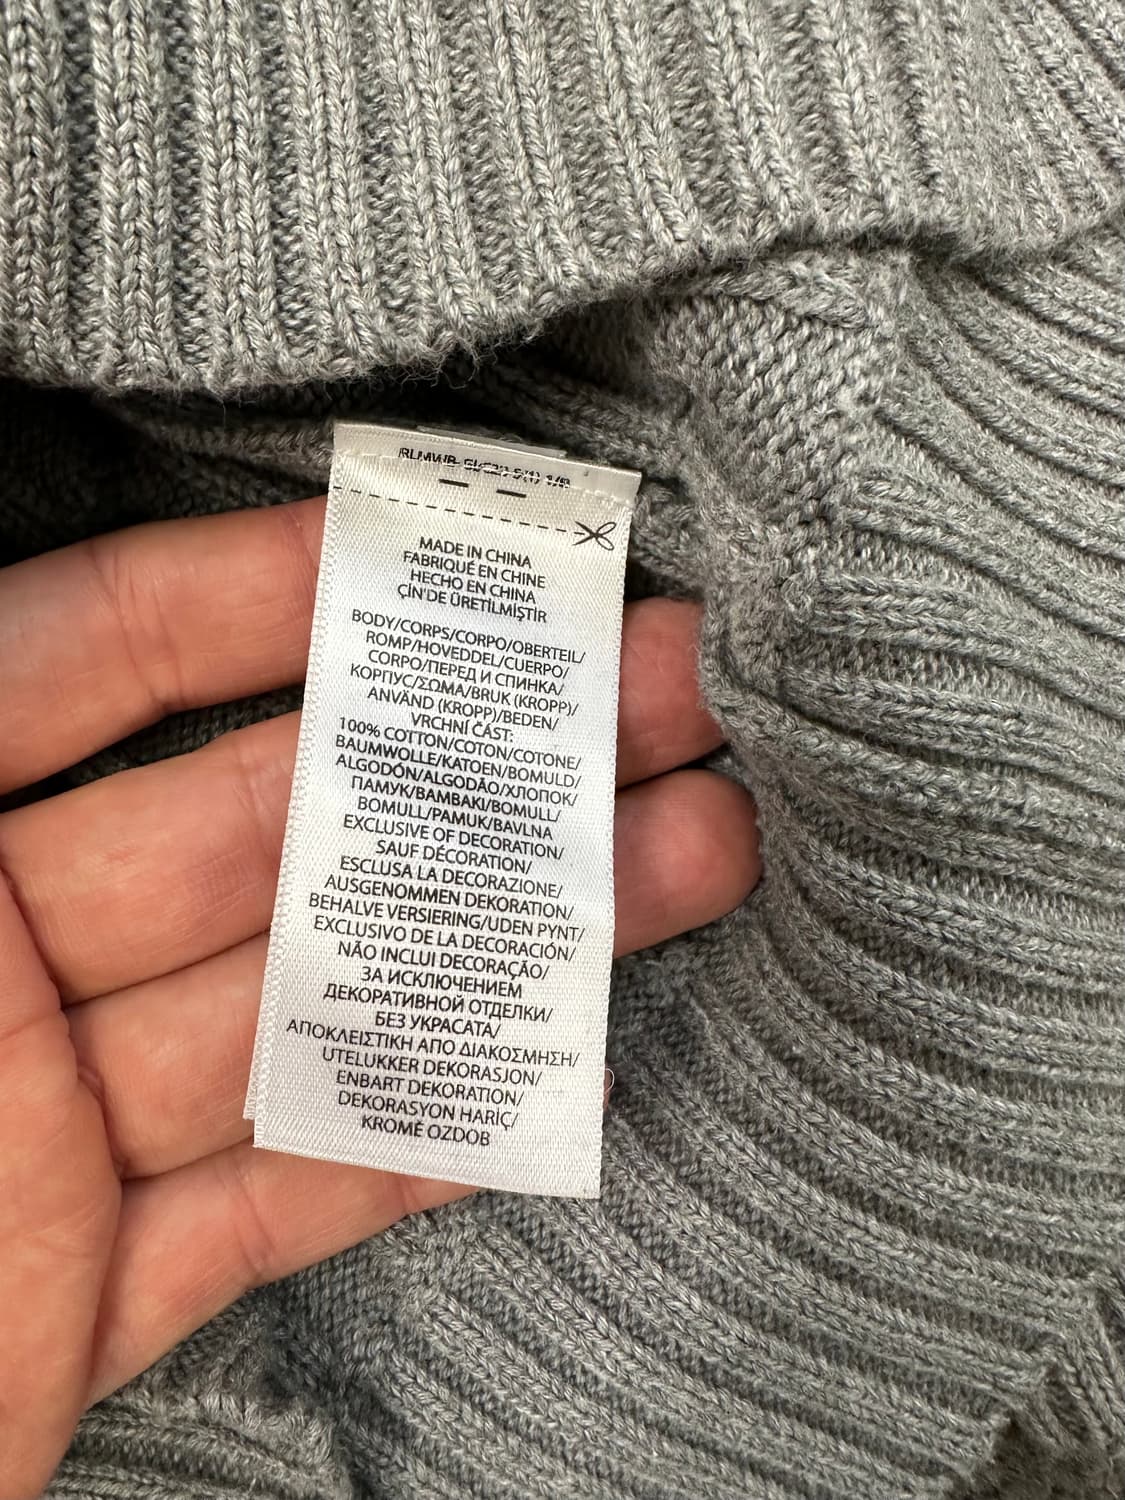 MADE IN CHINA
FABRIQUÉ EN CHINE
HECHO EN CHINA
ÇİN'DE ÜRETİLMİŞTİR
BODY/CORPS/CORPO/OBERTEIL/
ROMP/HOVEDDEL/CUERPO/
CORPO/ПЕРЕД И СПИНКА/
КОРПУС/ΣΩΜΑ/BRUK (KROPP)/
ANVÄND (KROPP)/BEDEN/
VRCHNÍ ČÁST:
100% COTTON/COTON/COTONE/
BAUMWOLLE/KATOEN/BOMULD/
ALGODÓN/ALGODÃO/ХЛОПОК/
ПАМУК/ΒΑΜΒΑΚΙ/BOMULL/
BOMULL/PAMUK/BAVLNA
EXCLUSIVE OF DECORATION/
SAUF DÉCORATION/
ESCLUSA LA DECORAZIONE/
AUSGENOMMEN DEKORATION/
BEHALVE VERSIERING/UDEN PYNT/
EXCLUSIVO DE LA DECORACIÓN/
NÃO INCLUI DECORAÇÃO/
ЗА ИСКЛЮЧЕНИЕМ
ДЕКОРАТИВНОЙ ОТДЕЛКИ/
БЕЗ УКРАСАТА/
ΑΠΟΚΛΕΙΣΤΙΚΗ ΑΠΟ ΔΙΑΚΟΣΜΗΣΗ/
UTELUKKER DEKORASJON/
ENBART DEKORATION/
DEKORASYON HARİÇ/
KROMĚ OZDOB